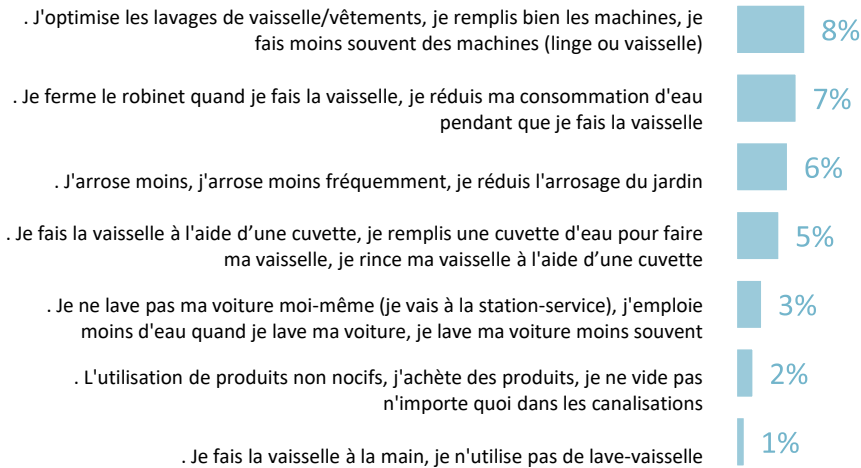 . J'optimise les lavages de vaisselle/vêtements, je remplis bien les machines, je
fais moins souvent des machines (linge ou vaisselle)
8%
. Je ferme le robinet quand je fais la vaisselle, je réduis ma consommation d'eau
pendant que je fais la vaisselle
7%
. J'arrose moins, j'arrose moins fréquemment, je réduis l'arrosage du jardin
6%
. Je fais la vaisselle à l'aide d’une cuvette, je remplis une cuvette d'eau pour faire
ma vaisselle, je rince ma vaisselle à l'aide d’une cuvette
5%
. Je ne lave pas ma voiture moi-même (je vais à la station-service), j'emploie
moins d'eau quand je lave ma voiture, je lave ma voiture moins souvent
3%
. L'utilisation de produits non nocifs, j'achète des produits, je ne vide pas
n'importe quoi dans les canalisations
2%
. Je fais la vaisselle à la main, je n'utilise pas de lave-vaisselle
1%